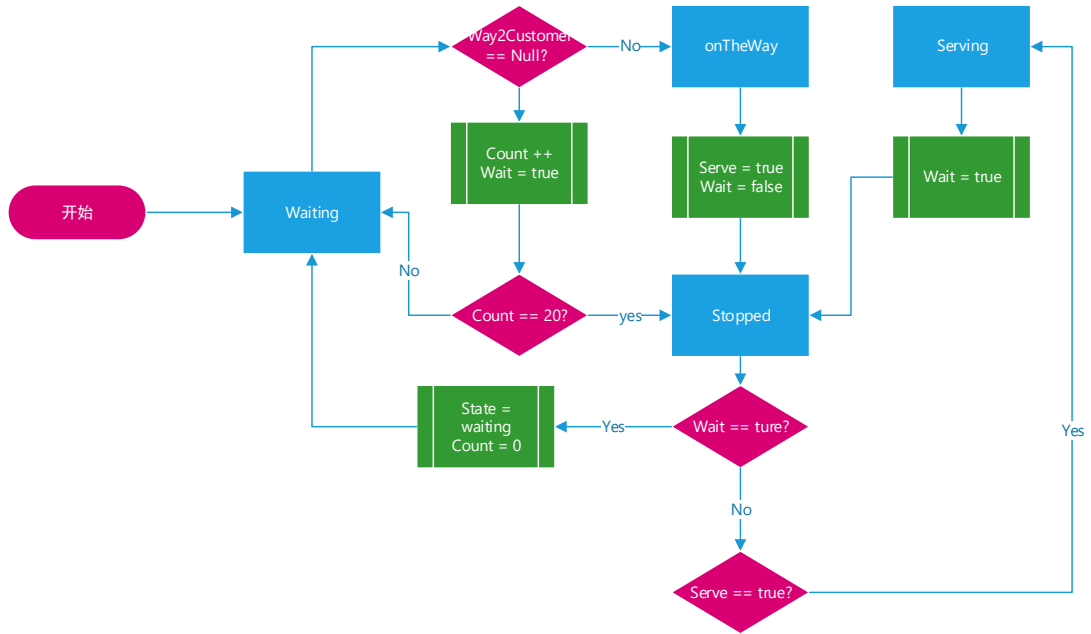 Way2Customer
== Null?
No
onTheWay
Serving
Count ++
Wait = true
Serve = true
Wait = false
Wait = true
开始
Waiting
No
Count == 20?
yes
Stopped
State =
waiting
Count = 0
Yes
Wait == ture?
Yes
No
Serve == true?